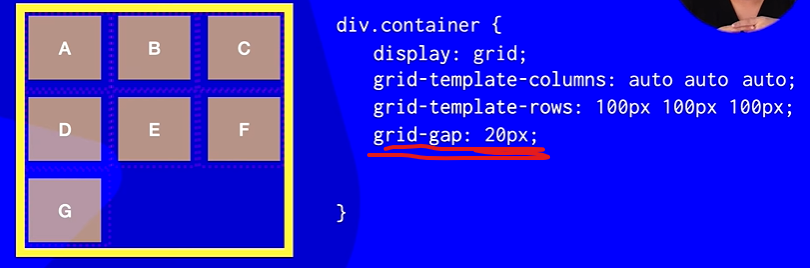 A B C
D E F
G
div.container {
display: grid;
grid-template-columns: auto auto auto;
grid-template-rows: 100px 100px 100px;
grid-gap: 20px;
}